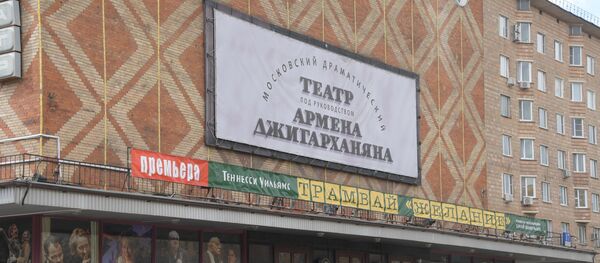 МОСКОВСКИЙ ДРАМАТИЧЕСКИЙ
ТЕАТР
ПОД РУКОВОДСТВОМ
АРМЕНА
ДЖИГАРХАНЯНА
премьера
Теннесси Уильямс ТРАМВАЙ «ЖЕЛАНИЕ»